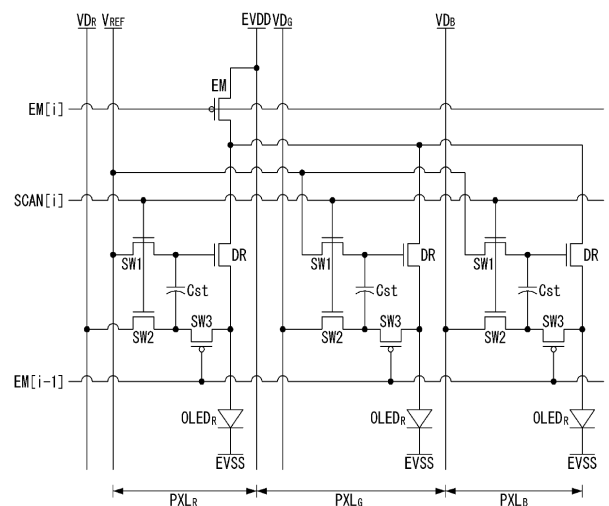 VDR VREF EVDD VDG VDB
EM
EM[i]
SCAN[i]
DR DR DR
SW1 SW1 SW1
Cst Cst Cst
SW3 SW3 SW3
SW2 SW2 SW2
EM[i-1]
OLEDR OLEDR OLEDR
EVSS EVSS EVSS
PXLR PXLG PXLB